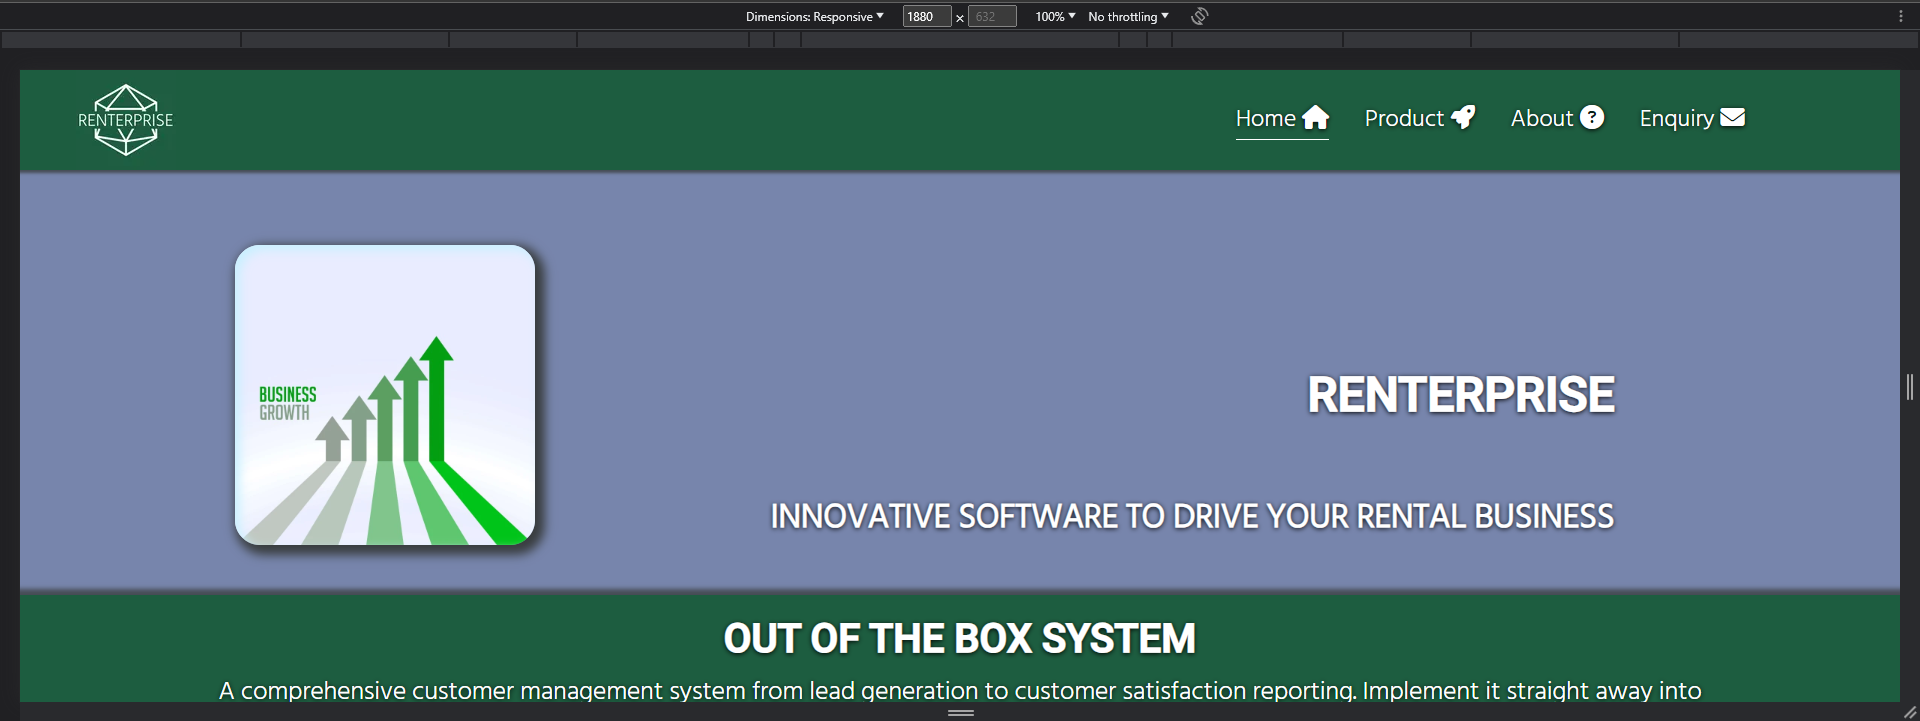 Dimensions: Responsive 1880 × 632 100% No throttling
RENTERPRISE
Home Product About ? Enquiry
BUSINESS
GROWTH
RENTERPRISE
INNOVATIVE SOFTWARE TO DRIVE YOUR RENTAL BUSINESS
OUT OF THE BOX SYSTEM
A comprehensive customer management system from lead generation to customer satisfaction reporting. Implement it straight away into